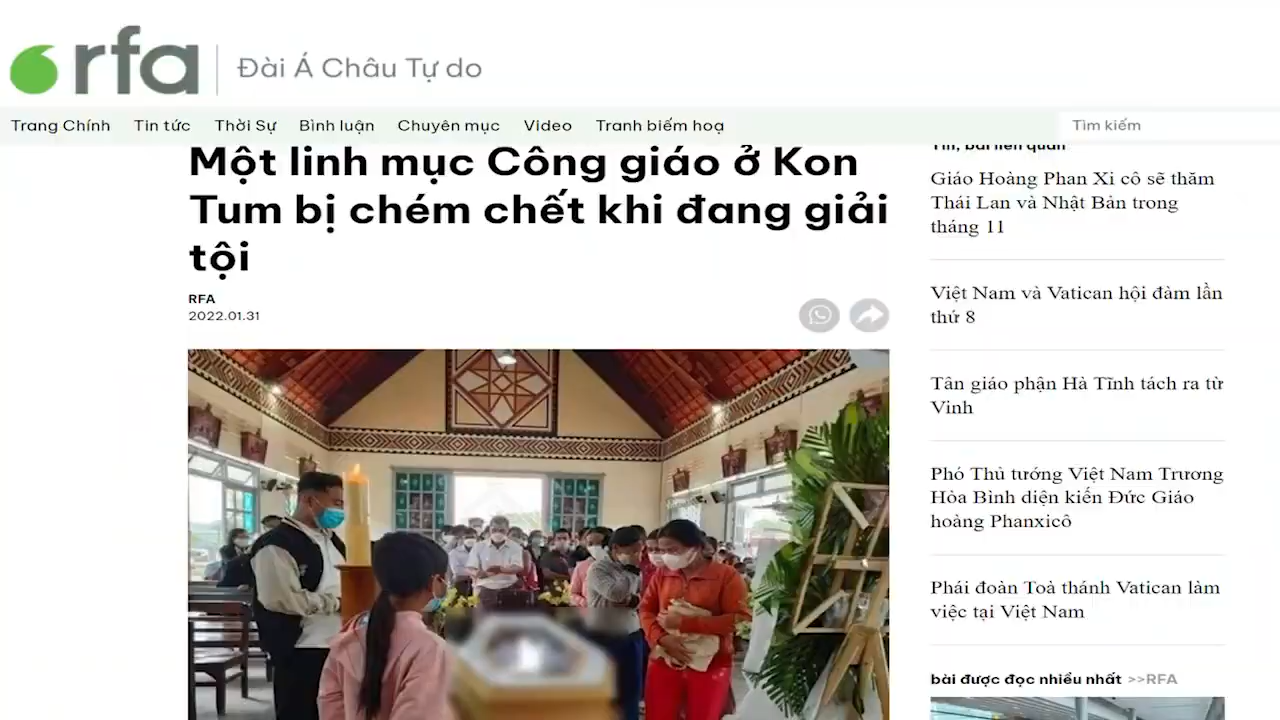 rfa
Đài Á Châu Tự do
Trang Chính Tin tức Thời Sự Bình luận Chuyên mục Video Tranh biếm hoạ Tìm kiếm
Một linh mục Công giáo ở Kon
Tum bị chém chết khi đang giải
tội
RFA
2022.01.31
Tin, bài liên quan
Giáo Hoàng Phan Xi cô sẽ thăm
Thái Lan và Nhật Bản trong
tháng 11
Việt Nam và Vatican hội đàm lần
thứ 8
Tân giáo phận Hà Tĩnh tách ra từ
Vinh
Phó Thủ tướng Việt Nam Trương
Hòa Bình diện kiến Đức Giáo
hoàng Phanxicô
Phái đoàn Toà thánh Vatican làm
việc tại Việt Nam
bài được đọc nhiều nhất >>RFA